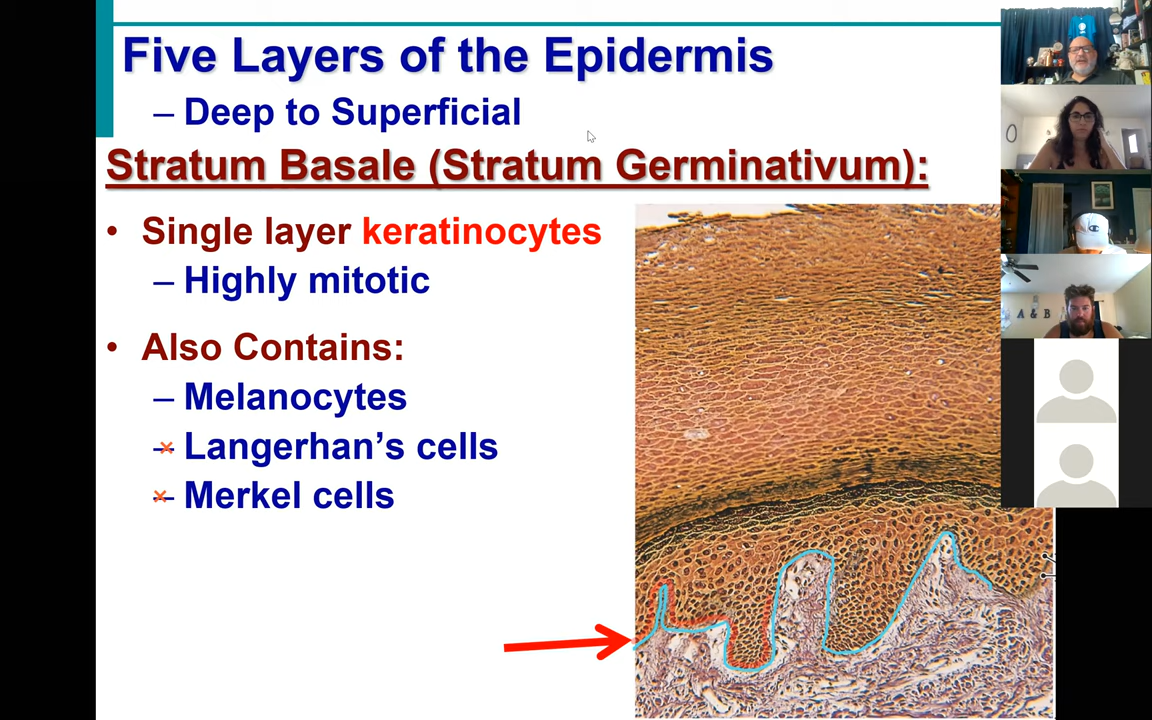 Five Layers of the Epidermis
– Deep to Superficial
Stratum Basale (Stratum Germinativum):
• Single layer keratinocytes
– Highly mitotic
• Also Contains:
– Melanocytes
– Langerhan’s cells
– Merkel cells
A & B